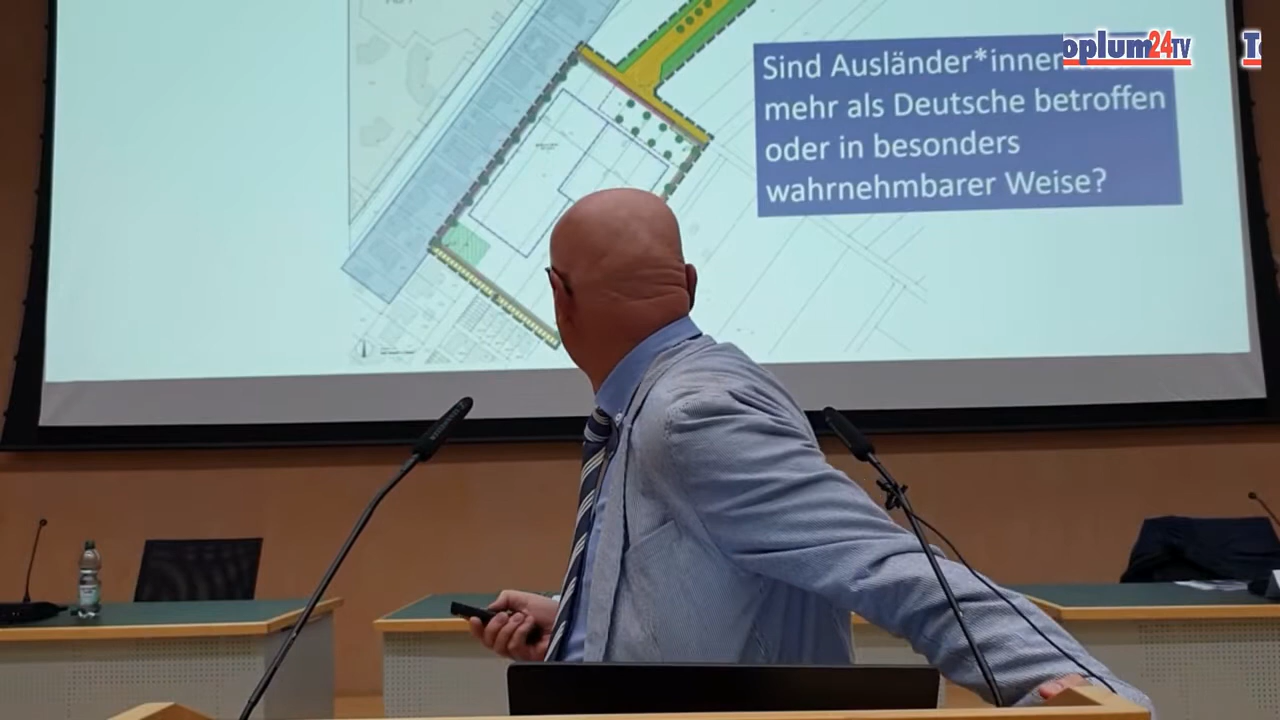 Sind Ausländer*innen
mehr als Deutsche betroffen
oder in besonders
wahrnehmbarer Weise?
oplum24TV